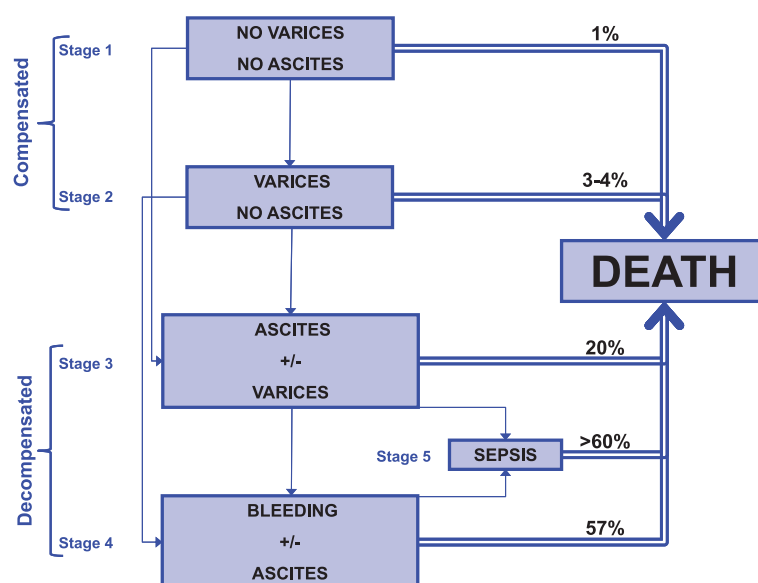 Compensated
Stage 1
NO VARICES
NO ASCITES
1%
Stage 2
VARICES
NO ASCITES
3-4%
DEATH
Decompensated
Stage 3
ASCITES
+/-
VARICES
20%
Stage 5
SEPSIS
>60%
Stage 4
BLEEDING
+/-
ASCITES
57%